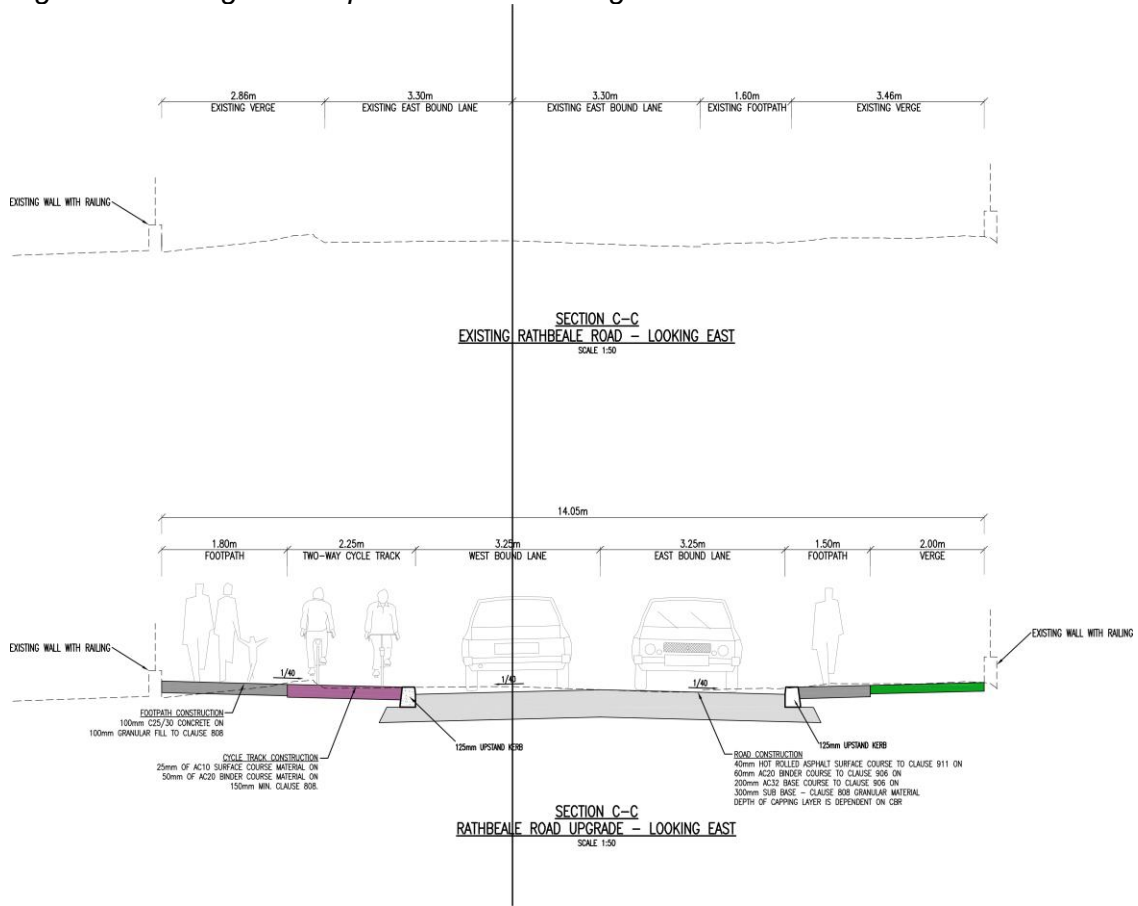 2.86m
EXISTING VERGE
3.30m
EXISTING EAST BOUND LANE
3.30m
EXISTING EAST BOUND LANE
1.60m
EXISTING FOOTPATH
3.46m
EXISTING VERGE
EXISTING WALL WITH RAILING
SECTION C-C
EXISTING RATHBEALE ROAD - LOOKING EAST
SCALE 1:50
14.05m
1.80m
FOOTPATH
2.25m
TWO-WAY CYCLE TRACK
3.25m
WEST BOUND LANE
3.25m
EAST BOUND LANE
1.50m
FOOTPATH
2.00m
VERGE
EXISTING WALL WITH RAILING
EXISTING WALL WITH RAILING
1/40
1/40
1/40
FOOTPATH CONSTRUCTION
100mm C25/30 CONCRETE ON
100mm GRANULAR FILL TO CLAUSE 808
CYCLE TRACK CONSTRUCTION
25mm OF AC10 SURFACE COURSE MATERIAL ON
50mm OF AC20 BINDER COURSE MATERIAL ON
150mm MIN. CLAUSE 808.
125mm UPSTAND KERB
125mm UPSTAND KERB
ROAD CONSTRUCTION
40mm HOT ROLLED ASPHALT SURFACE COURSE TO CLAUSE 911 ON
60mm AC20 BINDER COURSE TO CLAUSE 906 ON
200mm AC32 BASE COURSE TO CLAUSE 906 ON
300mm SUB BASE - CLAUSE 808 GRANULAR MATERIAL
DEPTH OF CAPPING LAYER IS DEPENDENT ON CBR
SECTION C-C
RATHBEALE ROAD UPGRADE - LOOKING EAST
SCALE 1:50